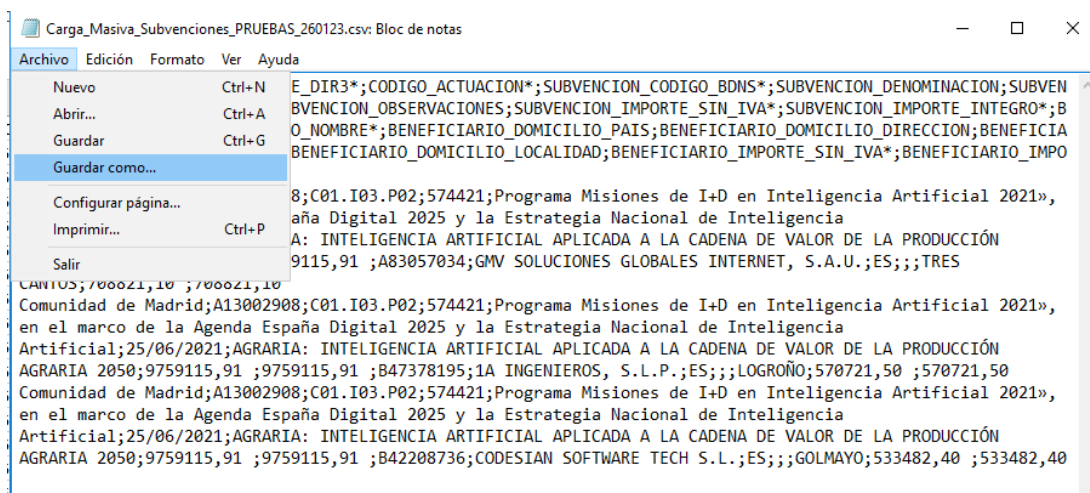 Carga_Masiva_Subvenciones_PRUEBAS_260123.csv: Bloc de notas
Archivo Edición Formato Ver Ayuda
Nuevo Ctrl+N
Abrir... Ctrl+A
Guardar Ctrl+G
Guardar como...
Configurar página...
Imprimir... Ctrl+P
Salir
E_DIR3*;CODIGO_ACTUACION*;SUBVENCION_CODIGO_BDNS*;SUBVENCION_DENOMINACION;SUBVEN
BVENCION_OBSERVACIONES;SUBVENCION_IMPORTE_SIN_IVA*;SUBVENCION_IMPORTE_INTEGRO*;B
O_NOMBRE*;BENEFICIARIO_DOMICILIO_PAIS;BENEFICIARIO_DOMICILIO_DIRECCION;BENEFICIA
BENEFICIARIO_DOMICILIO_LOCALIDAD;BENEFICIARIO_IMPORTE_SIN_IVA*;BENEFICIARIO_IMPO
8;C01.I03.P02;574421;Programa Misiones de I+D en Inteligencia Artificial 2021»,
aña Digital 2025 y la Estrategia Nacional de Inteligencia
A: INTELIGENCIA ARTIFICIAL APLICADA A LA CADENA DE VALOR DE LA PRODUCCIÓN
9115,91 ;A83057034;GMV SOLUCIONES GLOBALES INTERNET, S.A.U.;ES;;;TRES
CANTOS;708821,10 ;708821,10
Comunidad de Madrid;A13002908;C01.I03.P02;574421;Programa Misiones de I+D en Inteligencia Artificial 2021»,
en el marco de la Agenda España Digital 2025 y la Estrategia Nacional de Inteligencia
Artificial;25/06/2021;AGRARIA: INTELIGENCIA ARTIFICIAL APLICADA A LA CADENA DE VALOR DE LA PRODUCCIÓN
AGRARIA 2050;9759115,91 ;9759115,91 ;B47378195;1A INGENIEROS, S.L.P.;ES;;;LOGROÑO;570721,50 ;570721,50
Comunidad de Madrid;A13002908;C01.I03.P02;574421;Programa Misiones de I+D en Inteligencia Artificial 2021»,
en el marco de la Agenda España Digital 2025 y la Estrategia Nacional de Inteligencia
Artificial;25/06/2021;AGRARIA: INTELIGENCIA ARTIFICIAL APLICADA A LA CADENA DE VALOR DE LA PRODUCCIÓN
AGRARIA 2050;9759115,91 ;9759115,91 ;B42208736;CODESIAN SOFTWARE TECH S.L.;ES;;;GOLMAYO;533482,40 ;533482,40